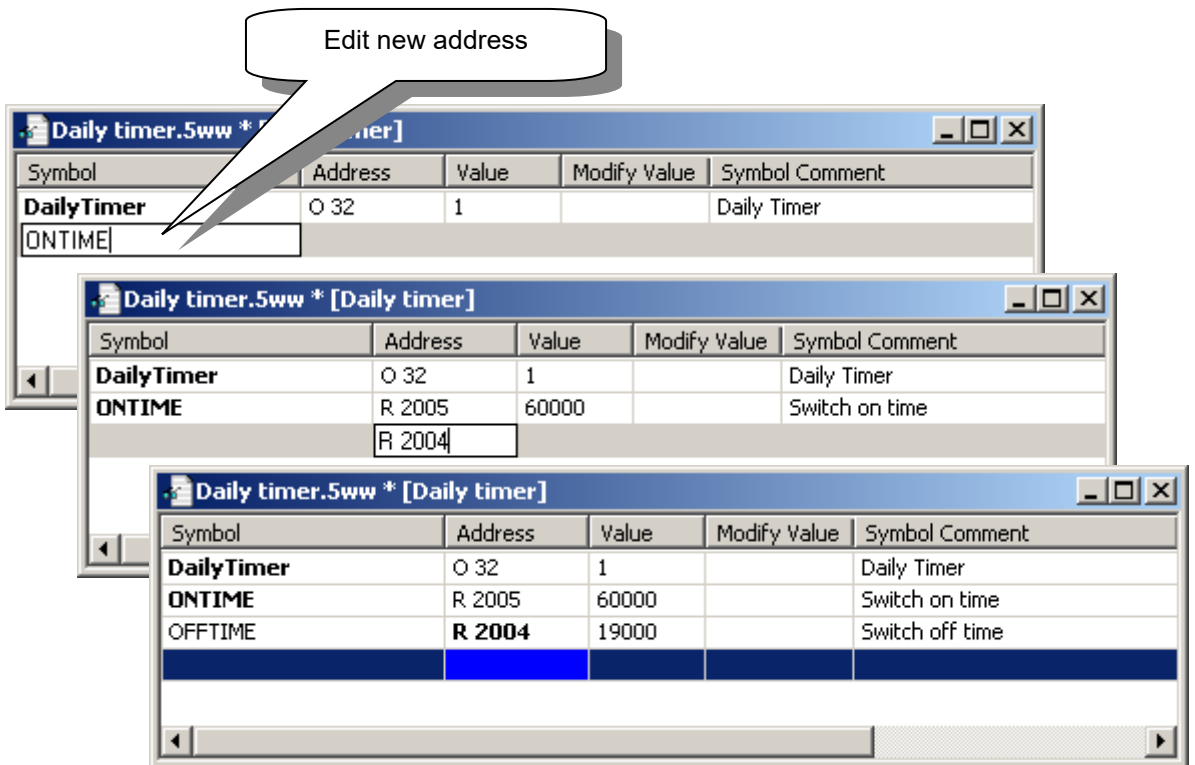 Edit new address
Daily timer.5ww * [
mer]
Symbol Address Value Modify Value Symbol Comment
DailyTimer O 32 1 Daily Timer
ONTIME
Daily timer.5ww * [Daily timer]
Symbol Address Value Modify Value Symbol Comment
DailyTimer O 32 1 Daily Timer
ONTIME R 2005 60000 Switch on time
R 2004
Daily timer.5ww * [Daily timer]
Symbol Address Value Modify Value Symbol Comment
DailyTimer O 32 1 Daily Timer
ONTIME R 2005 60000 Switch on time
OFFTIME R 2004 19000 Switch off time